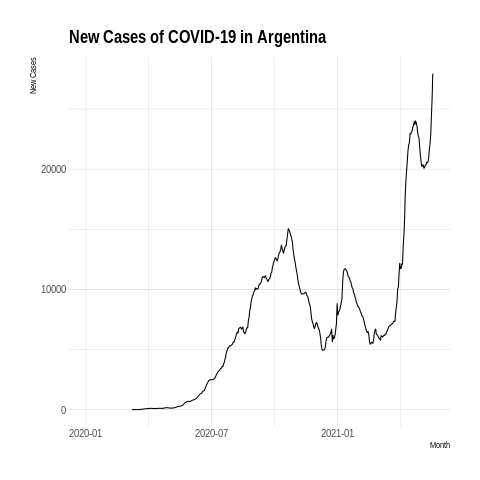 New Cases of COVID-19 in Argentina
New Cases
20000
10000
0
2020-01 2020-07 2021-01
Month